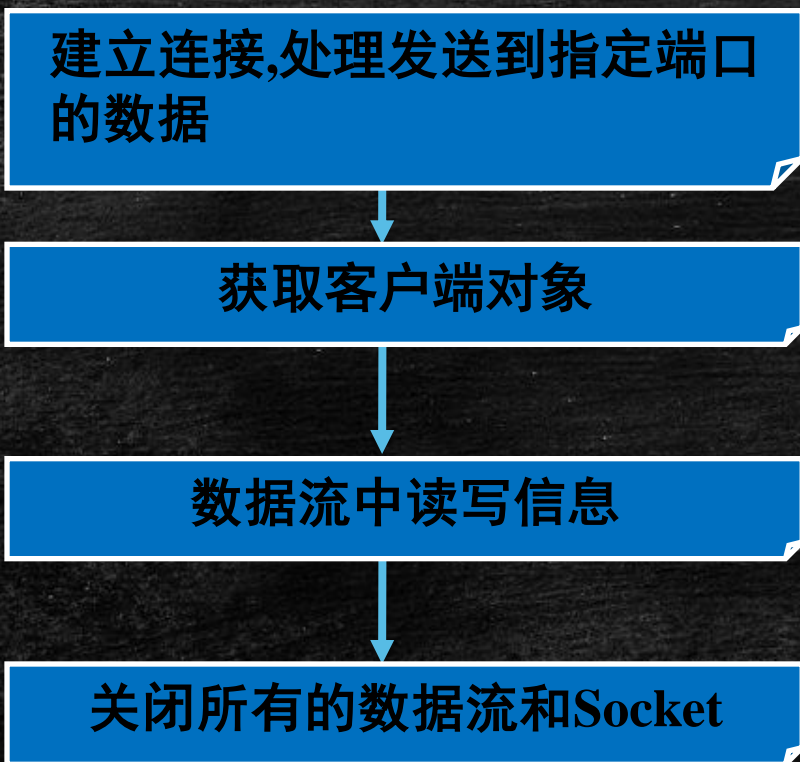 建立连接,处理发送到指定端口
的数据
获取客户端对象
数据流中读写信息
关闭所有的数据流和Socket